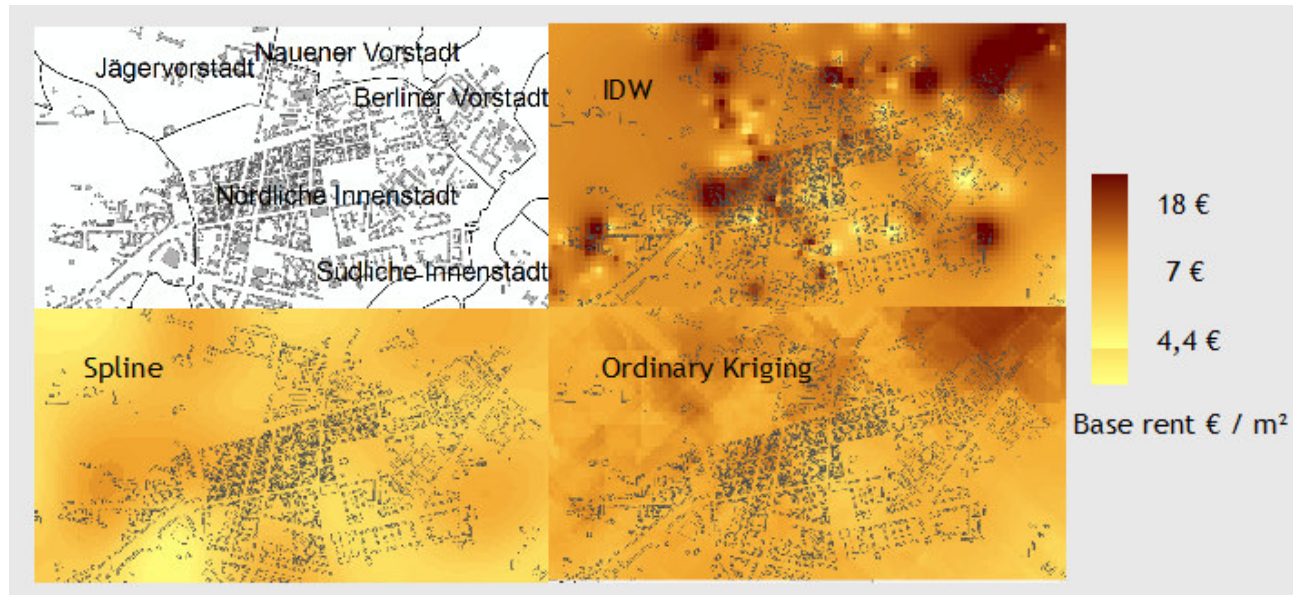 Nauener Vorstadt
Jägervorstadt
Berliner Vorstadt
Nördliche Innenstadt
Südliche Innenstadt
IDW
Spline
Ordinary Kriging
18 €
7 €
4,4 €
Base rent € / m²